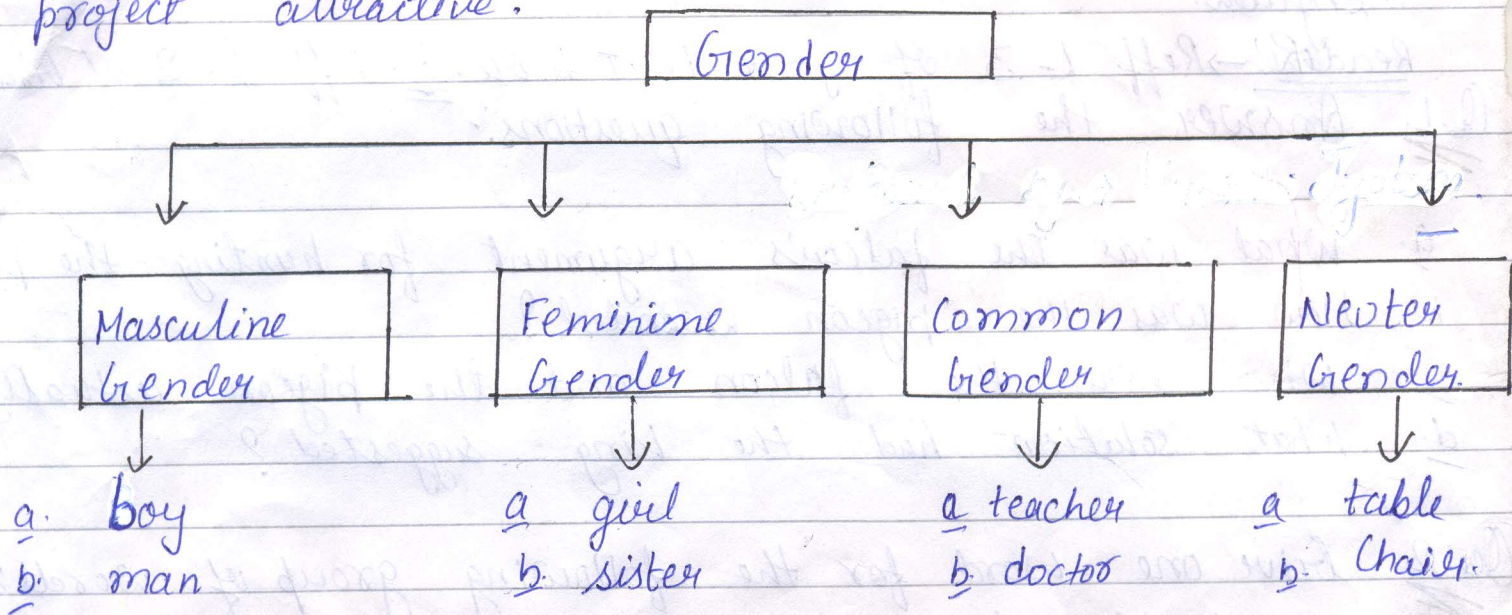 project attractive.
Gender
Masculine Gender
Feminine Gender
Common Gender
Neuter Gender.
a. boy
b. man
a girl
b. sister
a teacher
b. doctor
a table
b. Chair.